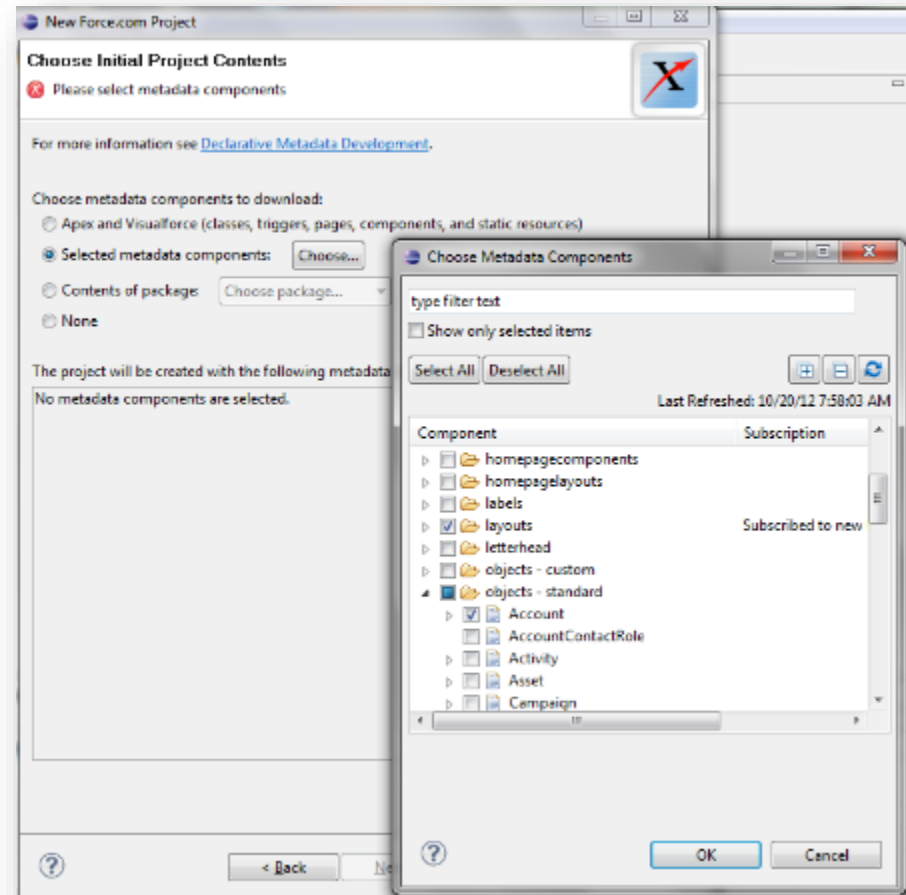 New Force.com Project
Choose Initial Project Contents
Please select metadata components
For more information see Declarative Metadata Development.
Choose metadata components to download:
Apex and Visualforce (classes, triggers, pages, components, and static resources)
Selected metadata components: Choose...
Contents of package: Choose package...
None
The project will be created with the following metadata
No metadata components are selected.
< Back
Choose Metadata Components
type filter text
Show only selected items
Select All Deselect All
Last Refreshed: 10/20/12 7:58:03 AM
Component Subscription
homepagecomponents
homepagelayouts
labels
layouts Subscribed to new
letterhead
objects - custom
objects - standard
Account
AccountContactRole
Activity
Asset
Campaign
OK Cancel